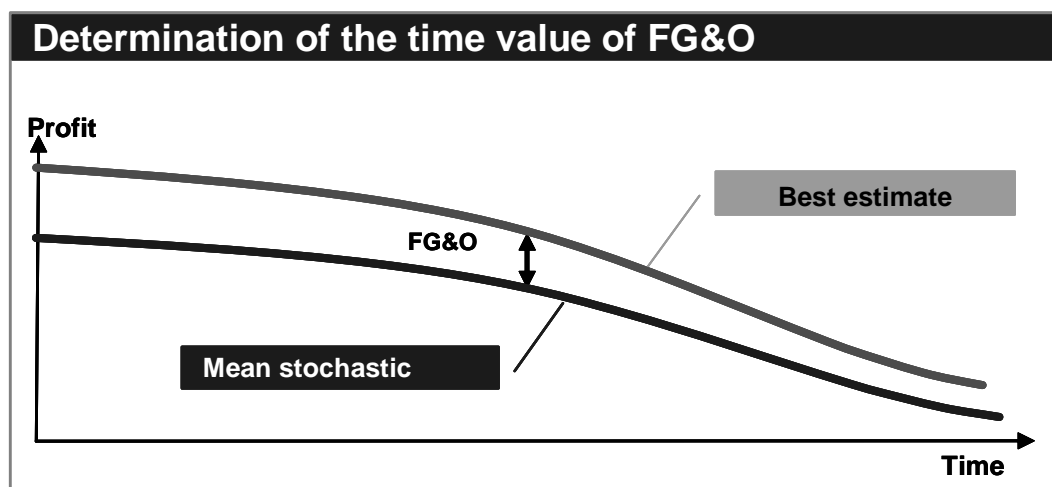 Determination of the time value of FG&O
Profit
Best estimate
FG&O
Mean stochastic
Time